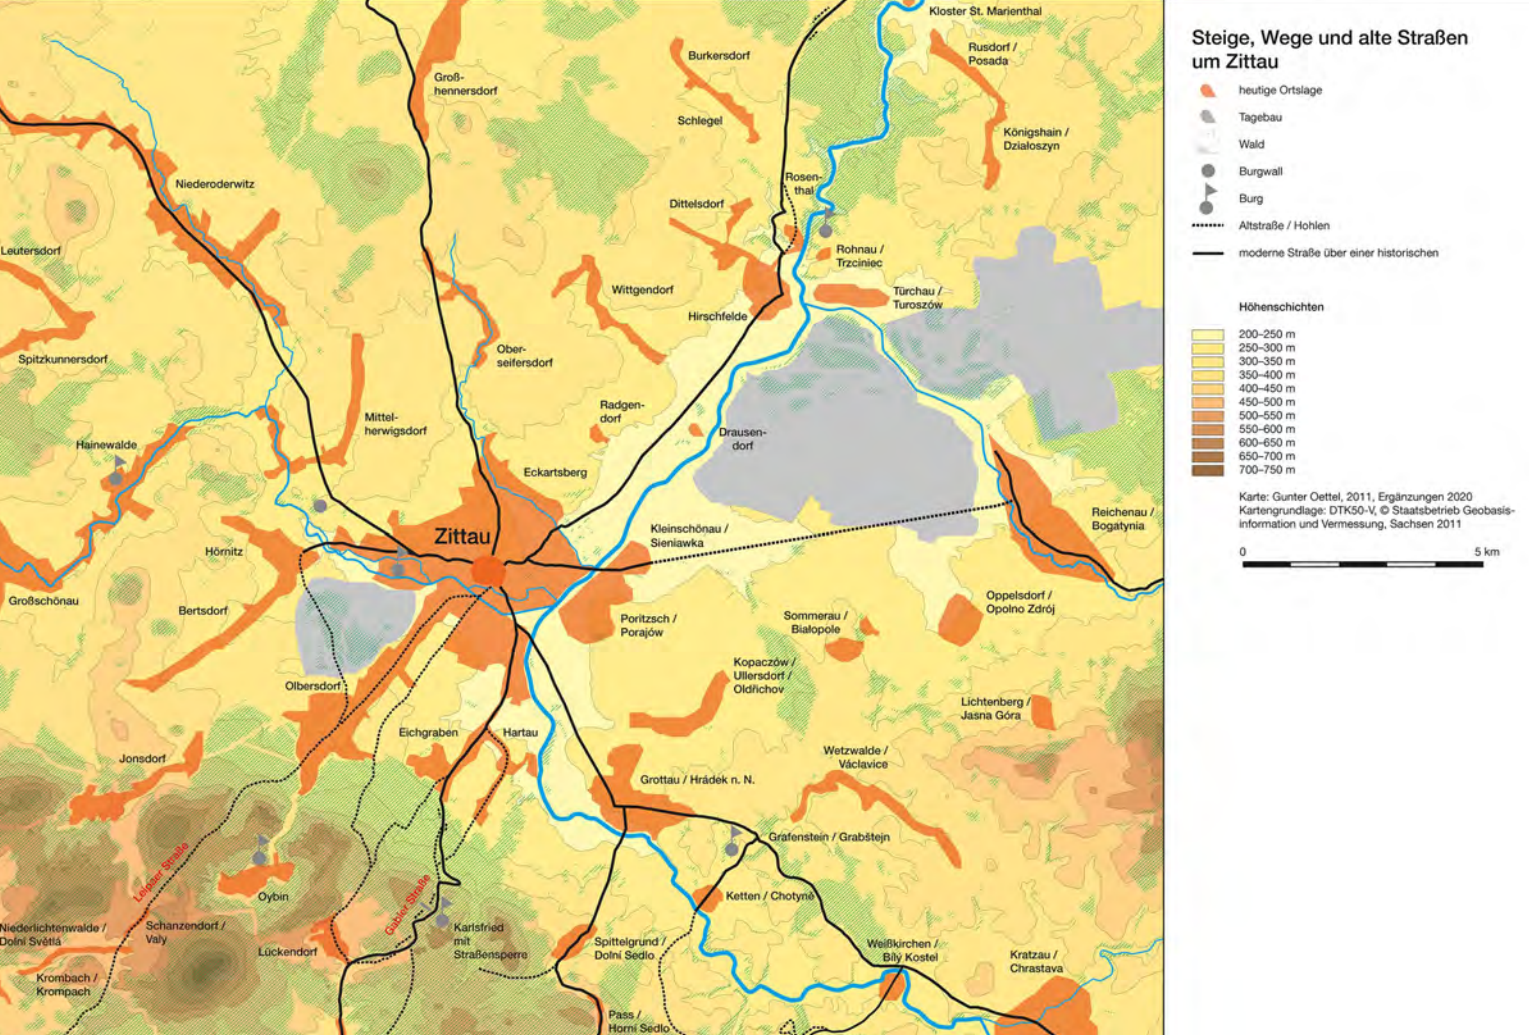 Kloster St. Marienthal
Burkersdorf
Rusdorf /
Posada
Groß-
hennersdorf
Schlegel
Königshain /
Działoszyn
Niederoderwitz
Rosen-
thal
Dittelsdorf
Leutersdorf
Rohnau /
Trzciniec
Wittgendorf
Türchau /
Turoszów
Hirschfelde
Spitzkunnersdorf
Ober-
seifersdorf
Radgen-
dorf
Mittel-
herwigsdorf
Drausen-
dorf
Hainewalde
Eckartsberg
Zittau
Kleinschönau /
Sieniawka
Reichenau /
Bogatynia
Hörnitz
Großschönau
Bertsdorf
Poritzsch /
Porajów
Sommerau /
Białopole
Oppelsdorf /
Opolno Zdrój
Kopaczów /
Ullersdorf /
Oldřichov
Olbersdorf
Lichtenberg /
Jasna Góra
Eichgraben
Hartau
Jonsdorf
Wetzwalde /
Václavice
Grottau / Hrádek n. N.
Grafenstein / Grabštejn
Leipaer Straße
Oybin
Gabler Straße
Ketten / Chotyně
Niederlichtenwalde /
Dolní Světlá
Schanzendorf /
Valy
Karlsfried
mit
Straßensperre
Lückendorf
Spittelgrund /
Dolní Sedlo
Weißkirchen /
Bílý Kostel
Kratzau /
Chrastava
Krombach /
Krompach
Pass /
Horní Sedlo
Steige, Wege und alte Straßen
um Zittau
heutige Ortslage
Tagebau
Wald
Burgwall
Burg
Altstraße / Hohlen
moderne Straße über einer historischen
Höhenschichten
200–250 m
250–300 m
300–350 m
350–400 m
400–450 m
450–500 m
500–550 m
550–600 m
600–650 m
650–700 m
700–750 m
Karte: Gunter Oettel, 2011, Ergänzungen 2020
Kartengrundlage: DTK50-V, © Staatsbetrieb Geobasis-
information und Vermessung, Sachsen 2011
0 5 km